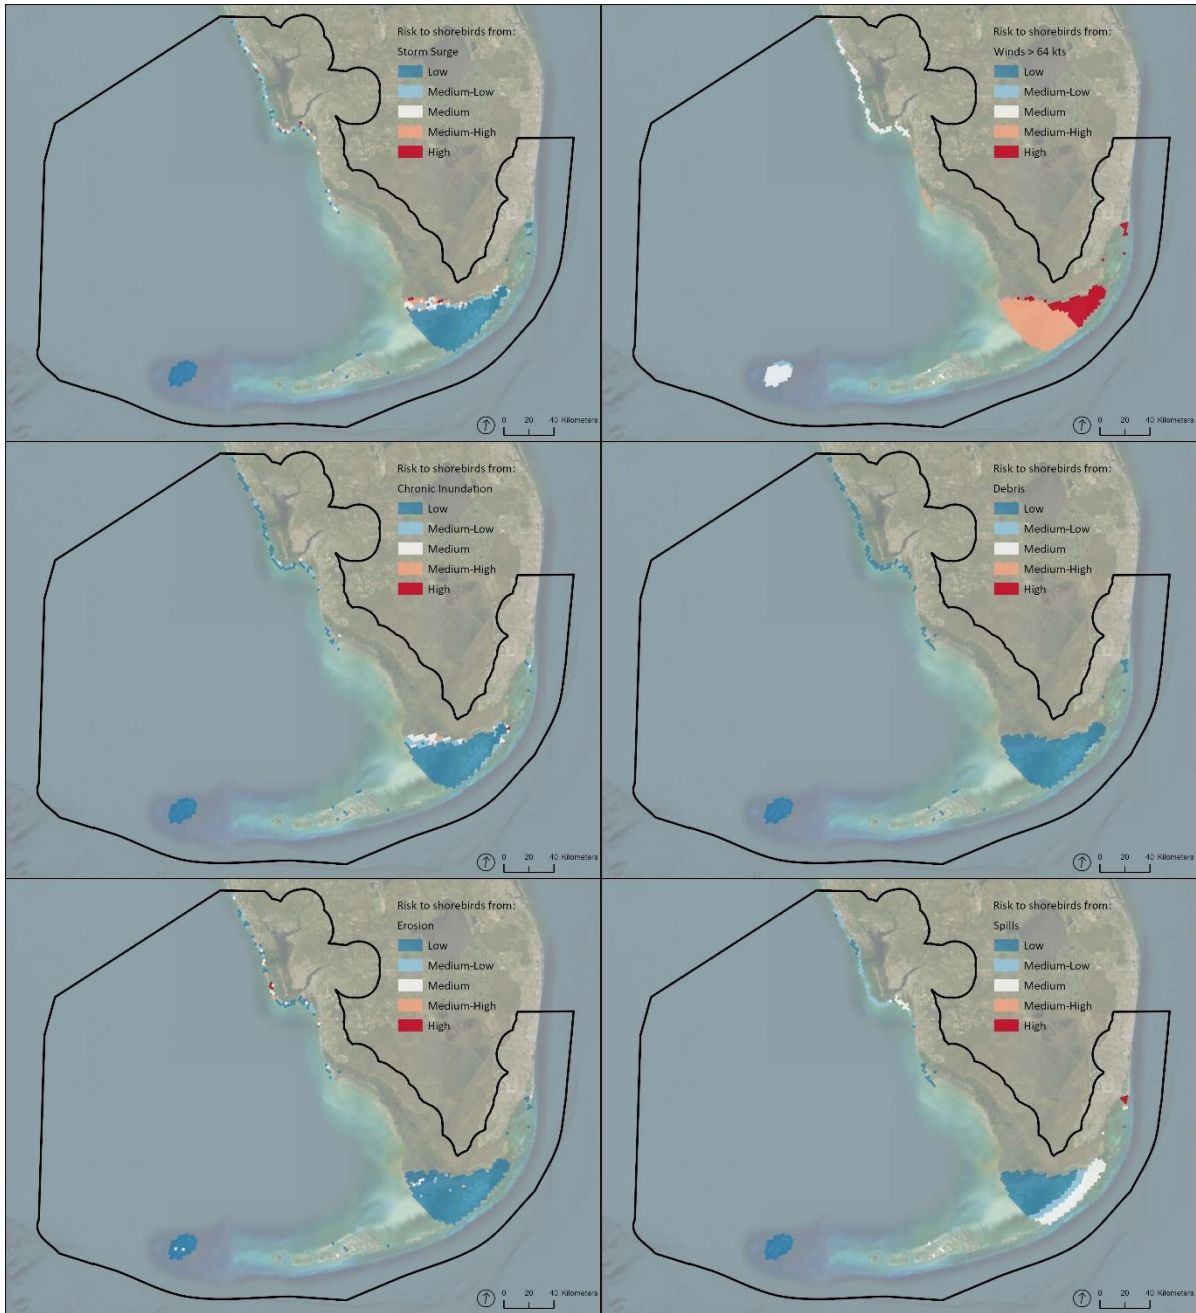 Risk to shorebirds from:
Storm Surge
Low
Medium-Low
Medium
Medium-High
High
0 20 40 Kilometers
Risk to shorebirds from:
Winds > 64 kts
Low
Medium-Low
Medium
Medium-High
High
0 20 40 Kilometers
Risk to shorebirds from:
Chronic Inundation
Low
Medium-Low
Medium
Medium-High
High
0 20 40 Kilometers
Risk to shorebirds from:
Debris
Low
Medium-Low
Medium
Medium-High
High
0 20 40 Kilometers
Risk to shorebirds from:
Erosion
Low
Medium-Low
Medium
Medium-High
High
0 20 40 Kilometers
Risk to shorebirds from:
Spills
Low
Medium-Low
Medium
Medium-High
High
0 20 40 Kilometers